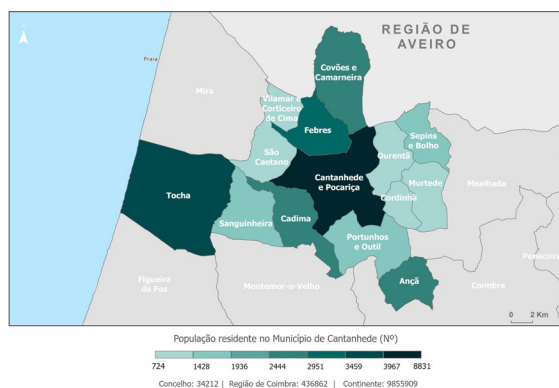 REGIÃO DE
AVEIRO
Praia
Mira
Covões e
Camarneira
Vilamar e
Corticeiro
de Cima
Febres
Sepins
e Bolho
São
Caetano
Ourentã
Cantanhede
e Pocariça
Murtede
Mealhada
Tocha
Cordinhã
Sanguinheira
Cadima
Portunhos
e Outil
Penacova
Figueira
da Foz
Montemor-o-Velho
Ançã
Coimbra
0 2 Km
População residente no Município de Cantanhede (Nº)
724 1428 1936 2444 2951 3459 3967 8831
Concelho: 34212 | Região de Coimbra: 436862 | Continente: 9855909